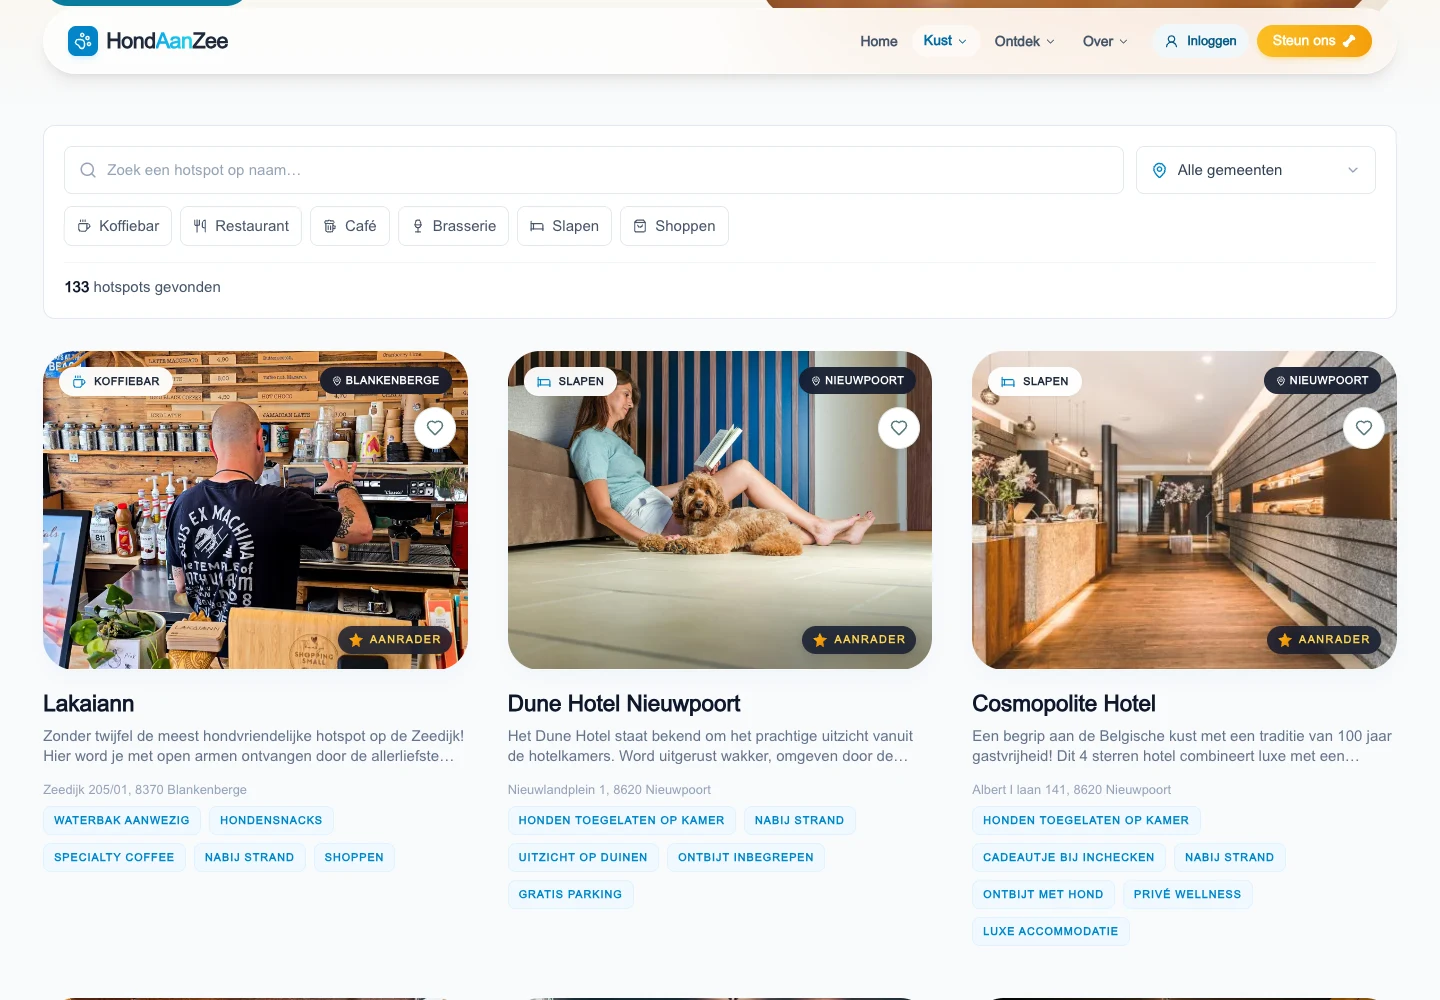 HondAanZee
Home
Kust
Ontdek
Over
Inloggen
Steun ons
Zoek een hotspot op naam…
Alle gemeenten
Koffiebar
Restaurant
Café
Brasserie
Slapen
Shoppen
133 hotspots gevonden
KOFFIEBAR
BLANKENBERGE
AANRADER
Lakaiann
Zonder twijfel de meest hondvriendelijke hotspot op de Zeedijk!
Hier word je met open armen ontvangen door de allerliefste…
Zeedijk 205/01, 8370 Blankenberge
WATERBAK AANWEZIG
HONDENSNACKS
SPECIALTY COFFEE
NABIJ STRAND
SHOPPEN
SLAPEN
NIEUWPOORT
AANRADER
Dune Hotel Nieuwpoort
Het Dune Hotel staat bekend om het prachtige uitzicht vanuit
de hotelkamers. Word uitgerust wakker, omgeven door de…
Nieuwlandplein 1, 8620 Nieuwpoort
HONDEN TOEGELATEN OP KAMER
NABIJ STRAND
UITZICHT OP DUINEN
ONTBIJT INBEGREPEN
GRATIS PARKING
SLAPEN
NIEUWPOORT
AANRADER
Cosmopolite Hotel
Een begrip aan de Belgische kust met een traditie van 100 jaar
gastvrijheid! Dit 4 sterren hotel combineert luxe met een…
Albert I laan 141, 8620 Nieuwpoort
HONDEN TOEGELATEN OP KAMER
CADEAUTJE BIJ INCHECKEN
NABIJ STRAND
ONTBIJT MET HOND
PRIVÉ WELLNESS
LUXE ACCOMMODATIE